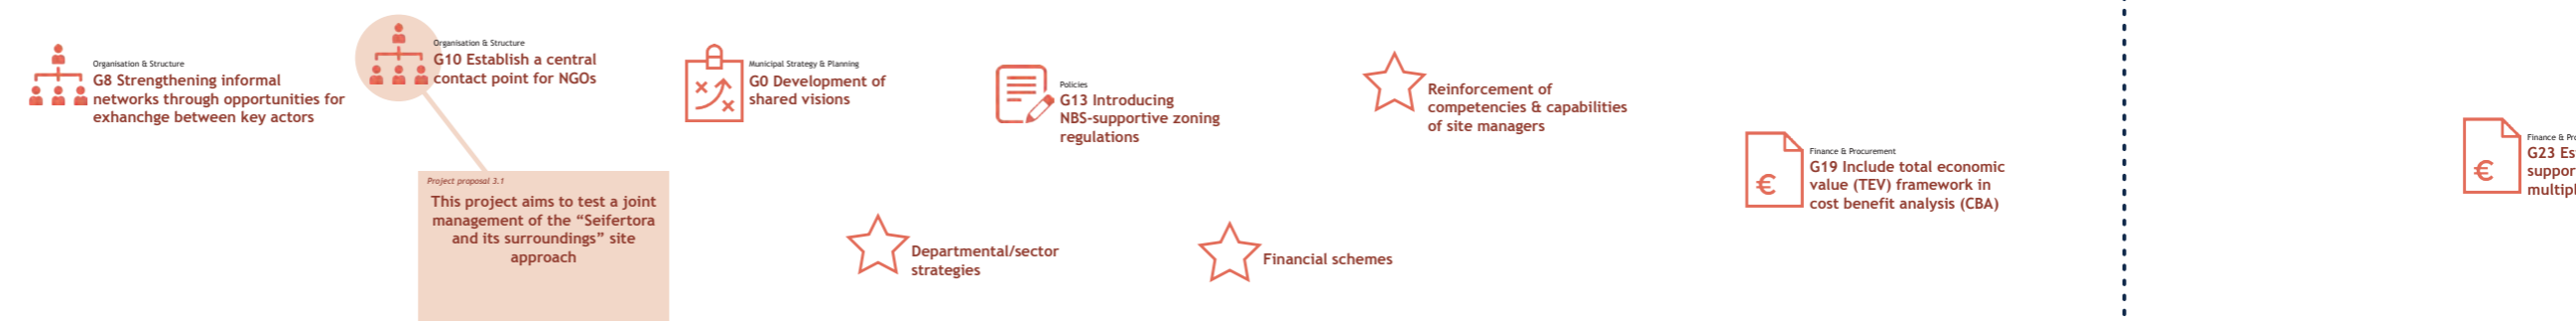 Organisation & Structure
G8 Strengthening informal
networks through opportunities for
exhanchge between key actors
Organisation & Structure
G10 Establish a central
contact point for NGOs
Project proposal 3.1
This project aims to test a joint
management of the “Seifertora
and its surroundings” site
approach
Municipal Strategy & Planning
G0 Development of
shared visions
Departmental/sector
strategies
Policies
G13 Introducing
NBS-supportive zoning
regulations
Financial schemes
Reinforcement of
competencies & capabilities
of site managers
€
Finance & Procurement
G19 Include total economic
value (TEV) framework in
cost benefit analysis (CBA)
€
Finance &
G23